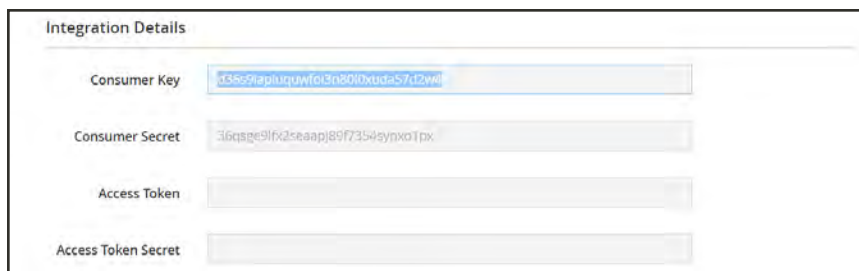 Integration Details
Consumer Key
Consumer Secret
Access Token
Access Token Secret